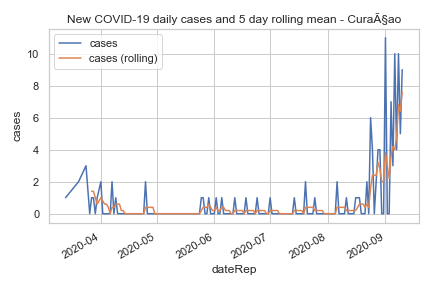 New COVID-19 daily cases and 5 day rolling mean - CuraÃ§ao
cases
cases (rolling)
10
8
6
4
2
0
cases
2020-04
2020-05
2020-06
2020-07
2020-08
2020-09
dateRep